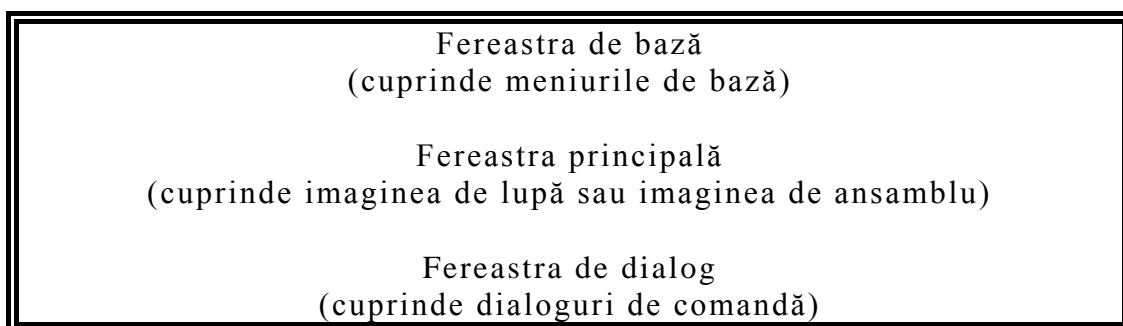 Fereastra de bază
(cuprinde meniurile de bază)
Fereastra principală
(cuprinde imaginea de lupă sau imaginea de ansamblu)
Fereastra de dialog
(cuprinde dialoguri de comandă)